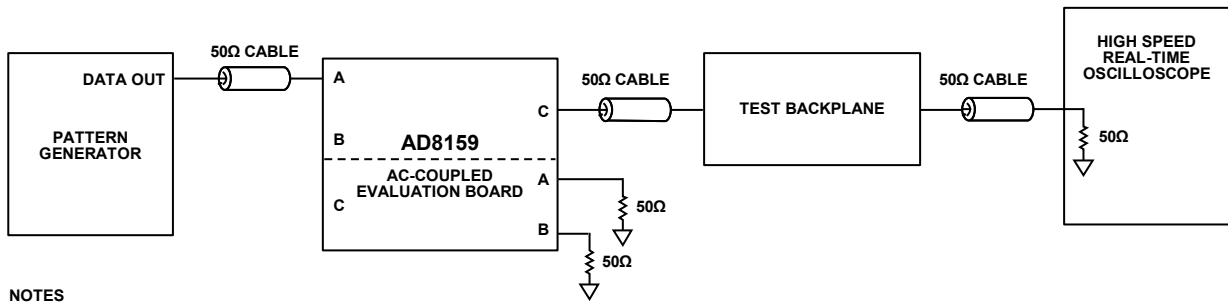 50Ω CABLE
DATA OUT
PATTERN
GENERATOR
A
B
C
AD8159
AC-COUPLED
EVALUATION BOARD
C
A
B
50Ω
50Ω
50Ω CABLE
TEST BACKPLANE
50Ω CABLE
HIGH SPEED
REAL-TIME
OSCILLOSCOPE
50Ω
NOTES